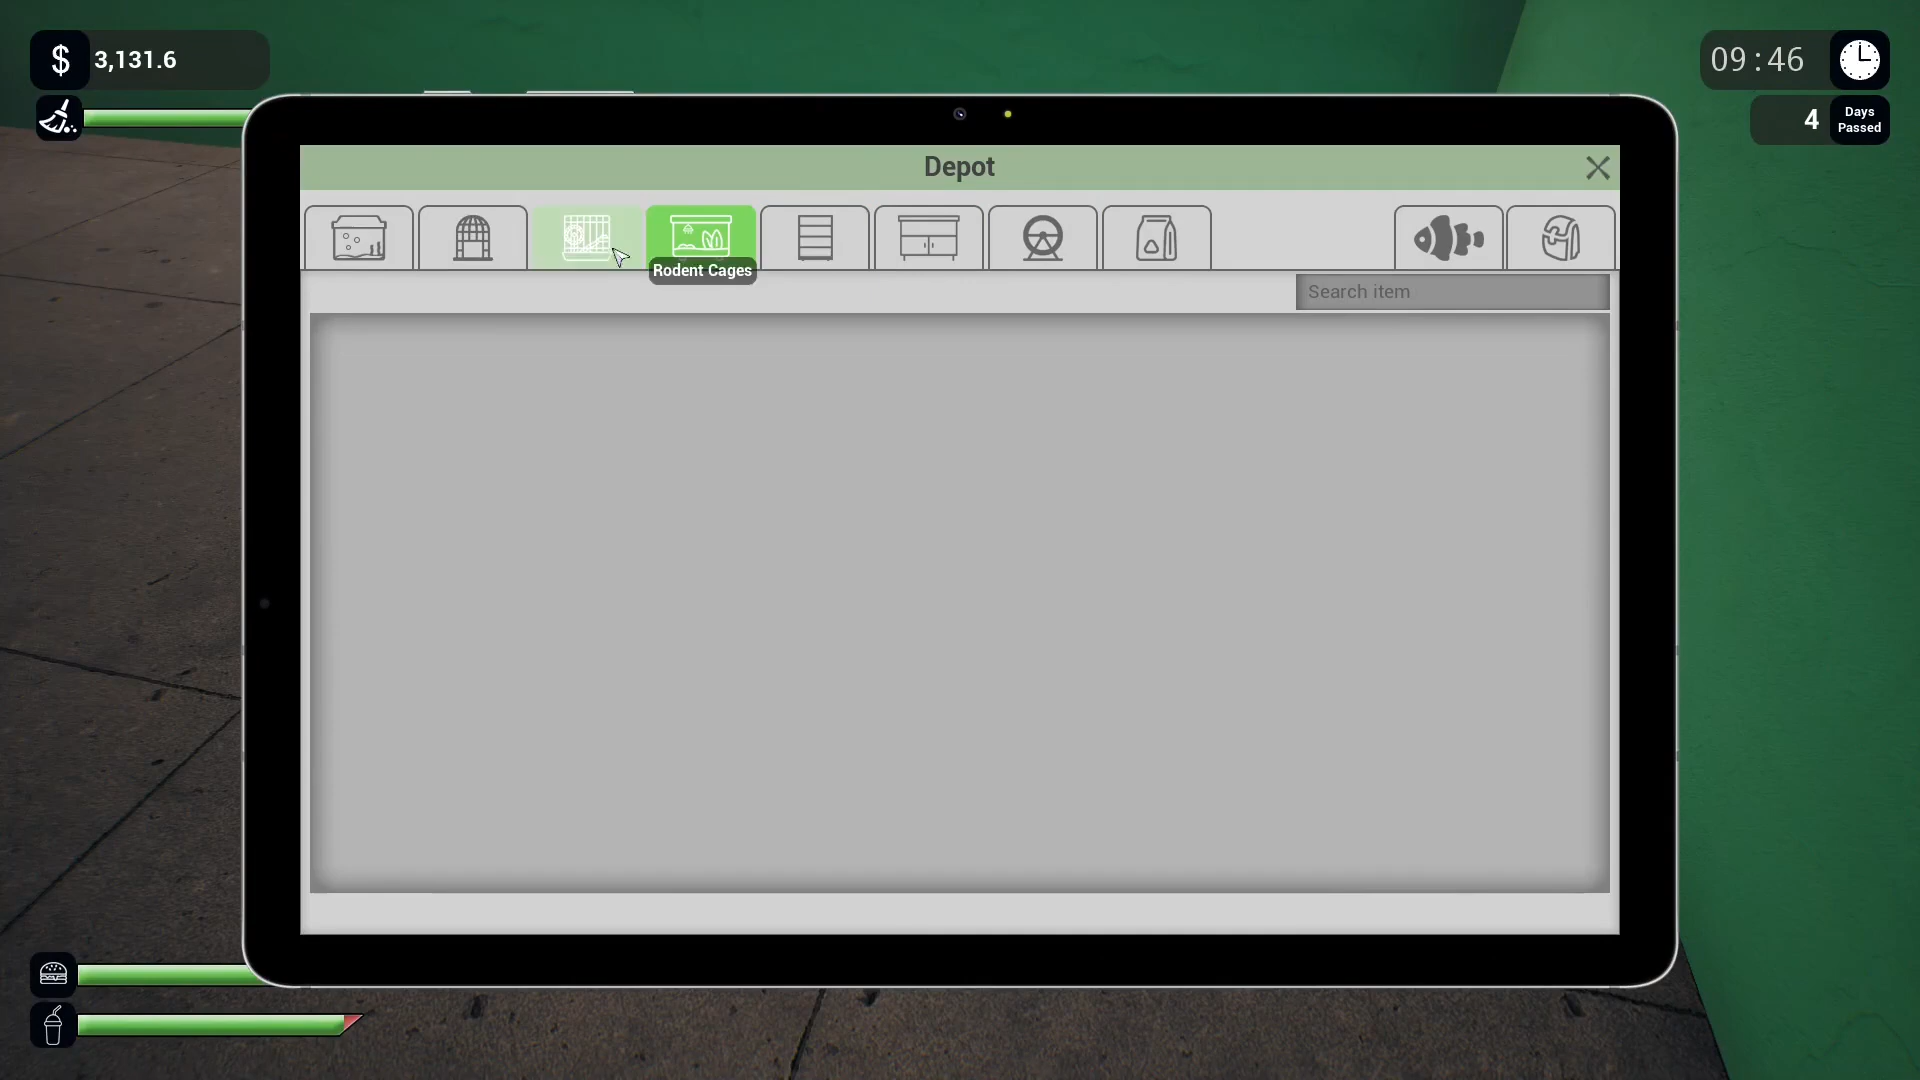 $ 3,131.6
09:46
4 Days
Passed
Depot
Rodent Cages
Search item